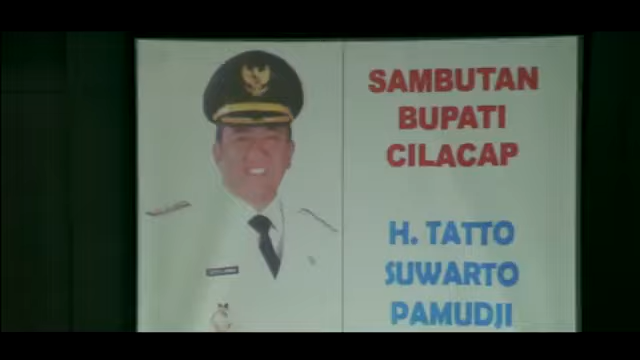 SAMBUTAN
BUPATI
CILACAP
H. TATTO
SUWARTO
PAMUDJI